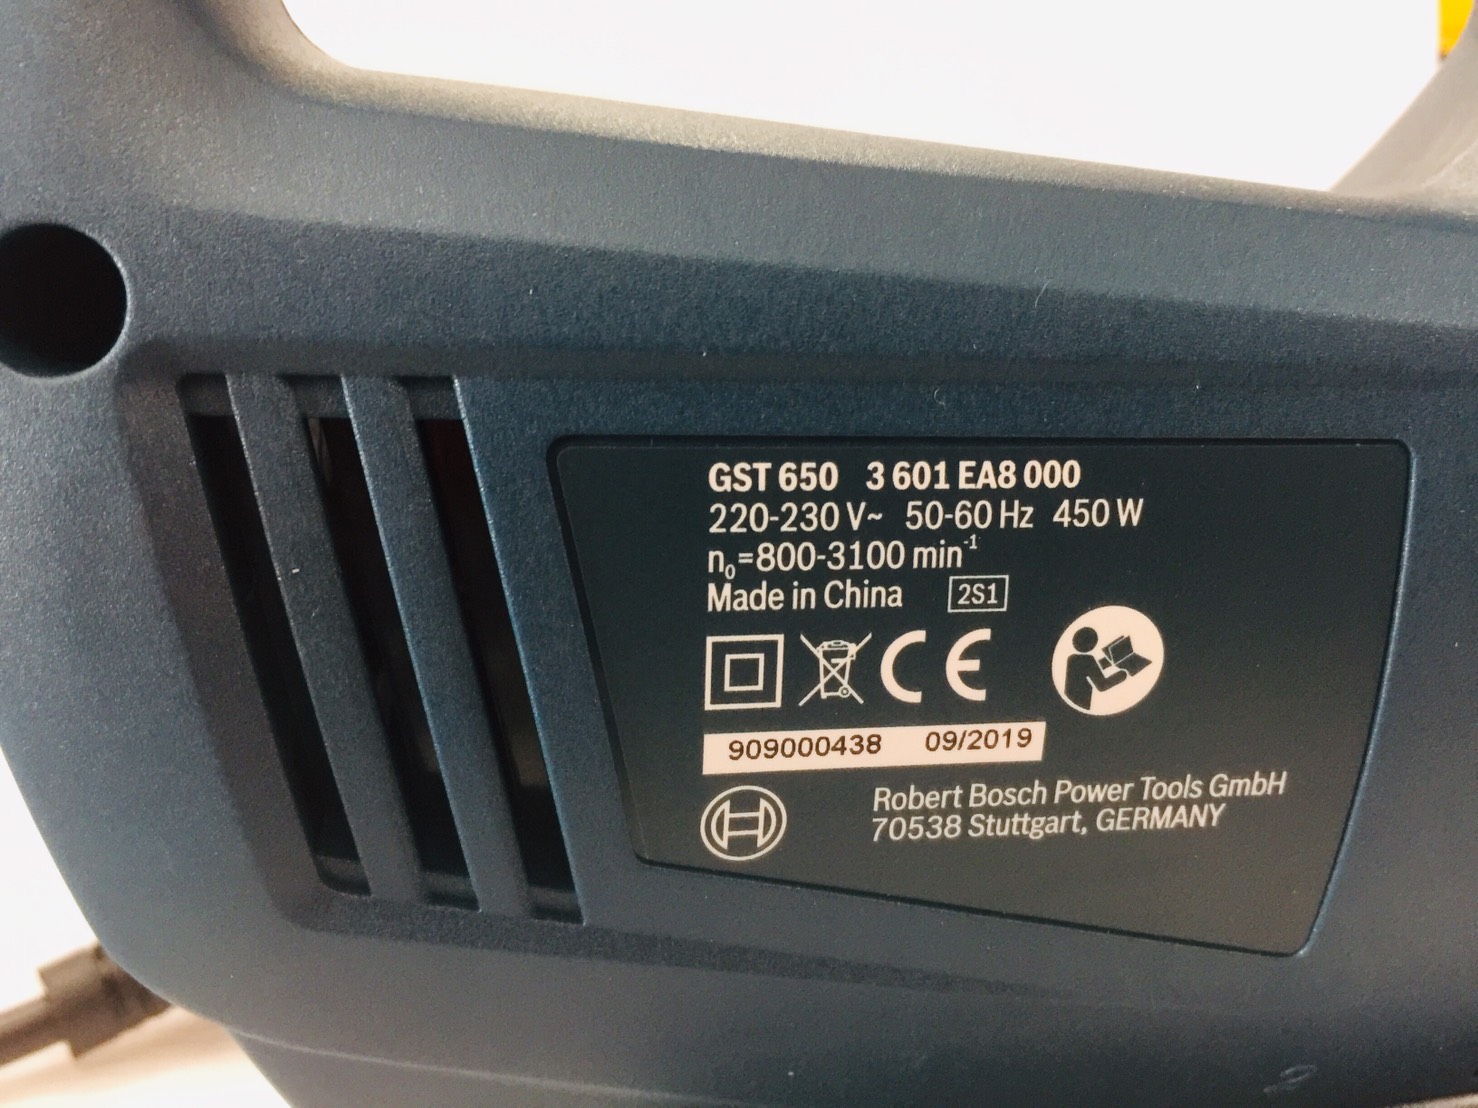 GST 650 3 601 EA8 000
220-230 V~ 50-60 Hz 450 W
n₀=800-3100 min⁻¹
Made in China 2S1
CE
909000438 09/2019
Robert Bosch Power Tools GmbH
70538 Stuttgart, GERMANY